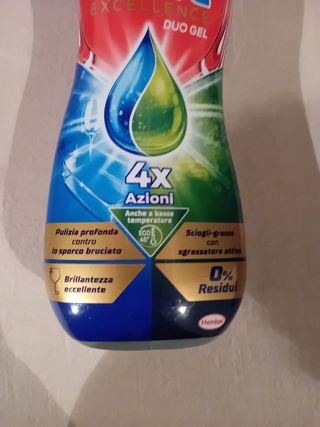 EXCELLENCE
DUO GEL
4x
Azioni
Anche a basse
temperature
ECO
45°
Pulizia profonda
contro
lo sporco bruciato
Sciogli-grasso
con
sgrassatore attivo
Brillantezza
eccellente
0%
Residui
Henkel